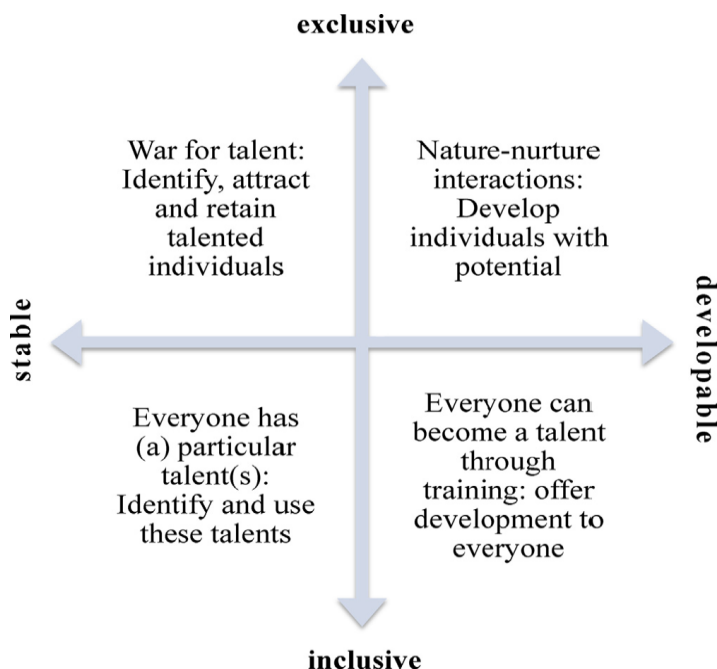 exclusive
War for talent:
Identify, attract
and retain
talented
individuals
Nature-nurture
interactions:
Develop
individuals with
potential
stable
developable
Everyone has
(a) particular
talent(s):
Identify and use
these talents
Everyone can
become a talent
through
training: offer
development to
everyone
inclusive